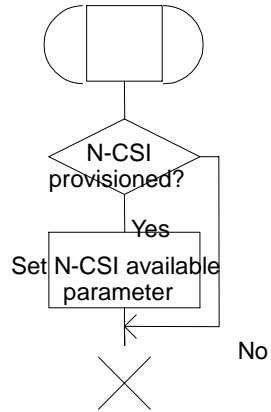 N-CSI
provisioned?
Yes
Set N-CSI available
parameter
No